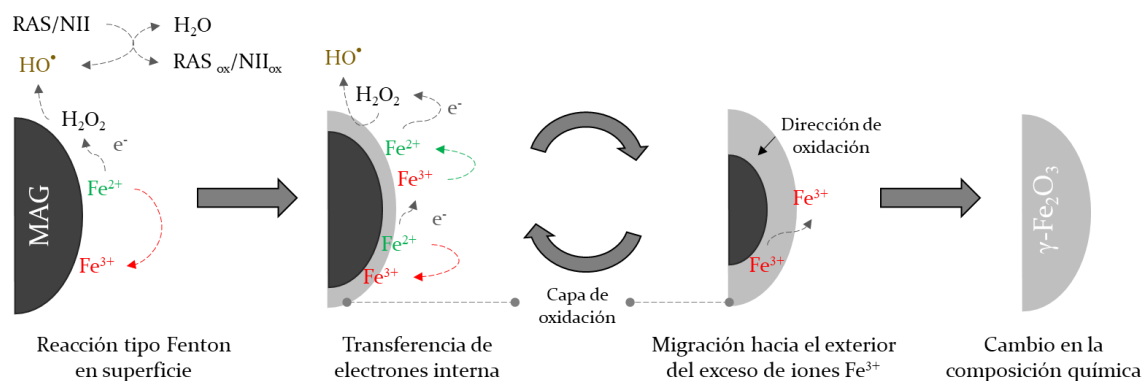 RAS/NII
H₂O
HO•
RAS ox/NIIox
H₂O₂
e⁻
Fe²⁺
MAG
Fe³⁺
Reacción tipo Fenton
en superficie
HO•
H₂O₂
e⁻
Fe²⁺
Fe³⁺
e⁻
Fe²⁺
Fe³⁺
Transferencia de
electrones interna
Capa de
oxidación
Dirección de
oxidación
Fe³⁺
Fe³⁺
Migración hacia el exterior
del exceso de iones Fe³⁺
γ-Fe₂O₃
Cambio en la
composición química